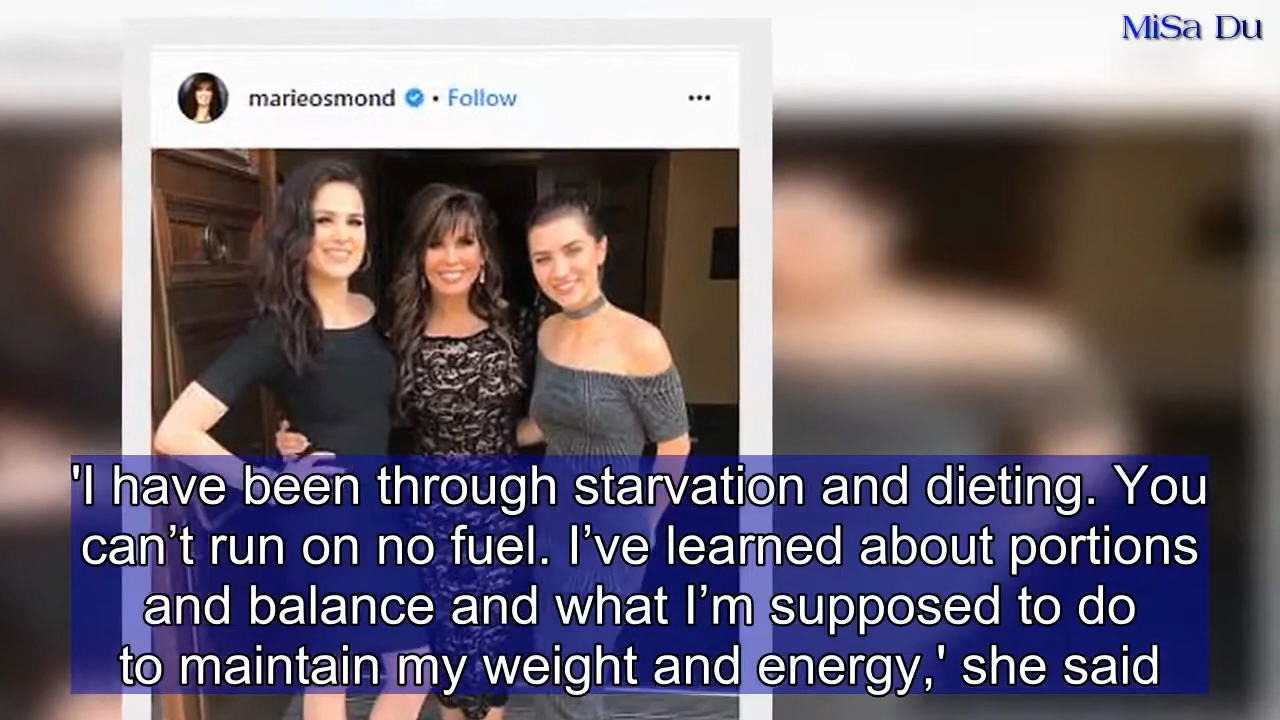 MiSa Du
marieosmond • Follow
'I have been through starvation and dieting. You
can’t run on no fuel. I’ve learned about portions
and balance and what I’m supposed to do
to maintain my weight and energy,' she said